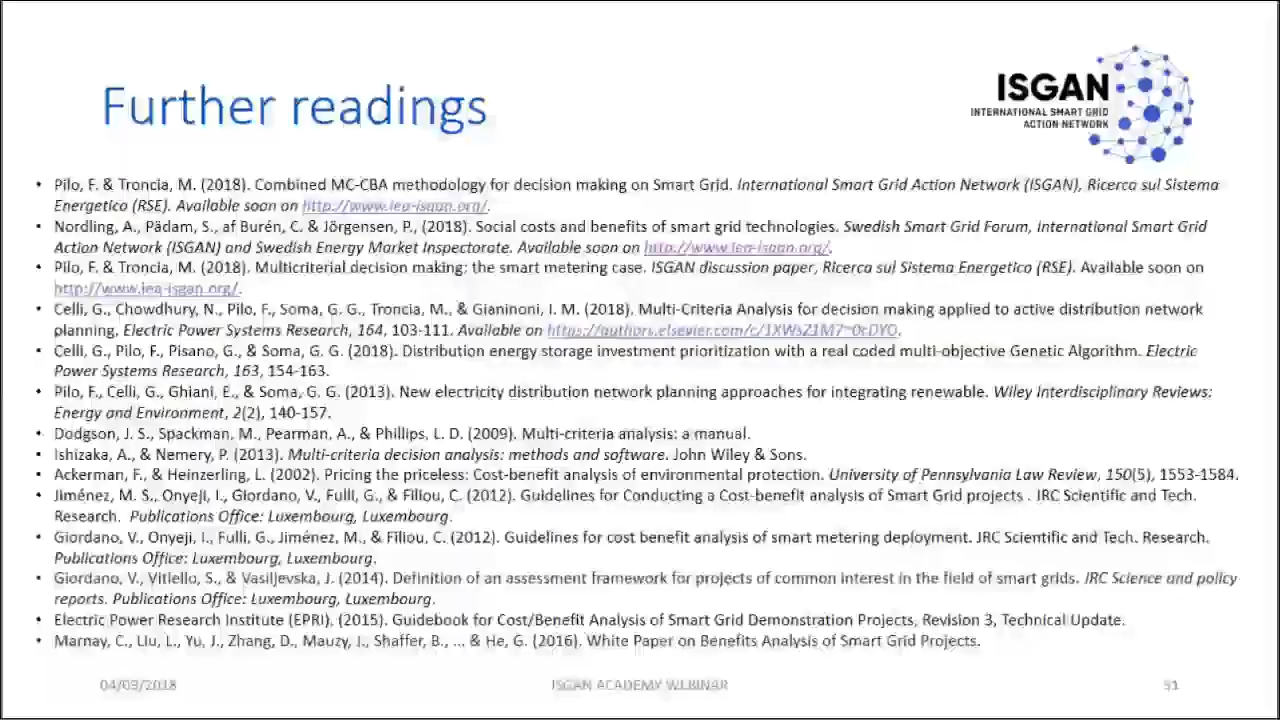 Further readings
ISGAN
INTERNATIONAL SMART GRID
ACTION NETWORK
• Pilo, F. & Troncia, M. (2018). Combined MC-CBA methodology for decision making on Smart Grid. International Smart Grid Action Network (ISGAN), Ricerca sul Sistema
Energetico (RSE). Available soon on http://www.iea-isgan.org/.
• Nordling, A., Pädam, S., af Burén, C. & Jörgensen, P., (2018). Social costs and benefits of smart grid technologies. Swedish Smart Grid Forum, International Smart Grid
Action Network (ISGAN) and Swedish Energy Market Inspectorate. Available soon on http://www.iea-isgan.org/.
• Pilo, F. & Troncia, M. (2018). Multicriterial decision making: the smart metering case. ISGAN discussion paper, Ricerca sul Sistema Energetico (RSE). Available soon on
http://www.iea-isgan.org/.
• Celli, G., Chowdhury, N., Pilo, F., Soma, G. G., Troncia, M., & Gianinoni, I. M. (2018). Multi-Criteria Analysis for decision making applied to active distribution network
planning. Electric Power Systems Research, 164, 103-111. Available on
• Celli, G., Pilo, F., Pisano, G., & Soma, G. G. (2018). Distribution energy storage investment prioritization with a real coded multi-objective Genetic Algorithm. Electric
Power Systems Research, 163, 154-163.
• Pilo, F., Celli, G., Ghiani, E., & Soma, G. G. (2013). New electricity distribution network planning approaches for integrating renewable. Wiley Interdisciplinary Reviews:
Energy and Environment, 2(2), 140-157.
• Dodgson, J. S., Spackman, M., Pearman, A., & Phillips, L. D. (2009). Multi-criteria analysis: a manual.
• Ishizaka, A., & Nemery, P. (2013). Multi-criteria decision analysis: methods and software. John Wiley & Sons.
• Ackerman, F., & Heinzerling, L. (2002). Pricing the priceless: Cost-benefit analysis of environmental protection. University of Pennsylvania Law Review, 150(5), 1553-1584.
• Jiménez, M. S., Onyeji, I., Giordano, V., Fulli, G., & Filiou, C. (2012). Guidelines for Conducting a Cost-benefit analysis of Smart Grid projects . JRC Scientific and Tech.
Research. Publications Office: Luxembourg, Luxembourg.
• Giordano, V., Onyeji, I., Fulli, G., Jiménez, M., & Filiou, C. (2012). Guidelines for cost benefit analysis of smart metering deployment. JRC Scientific and Tech. Research.
Publications Office: Luxembourg, Luxembourg.
• Giordano, V., Vitiello, S., & Vasiljevska, J. (2014). Definition of an assessment framework for projects of common interest in the field of smart grids. JRC Science and policy
reports. Publications Office: Luxembourg, Luxembourg.
• Electric Power Research Institute (EPRI). (2015). Guidebook for Cost/Benefit Analysis of Smart Grid Demonstration Projects, Revision 3, Technical Update.
• Marnay, C., Liu, L., Yu, J., Zhang, D., Mauzy, J., Shaffer, B., ... & He, G. (2016). White Paper on Benefits Analysis of Smart Grid Projects.
04/09/2018
ISGAN ACADEMY WEBINAR